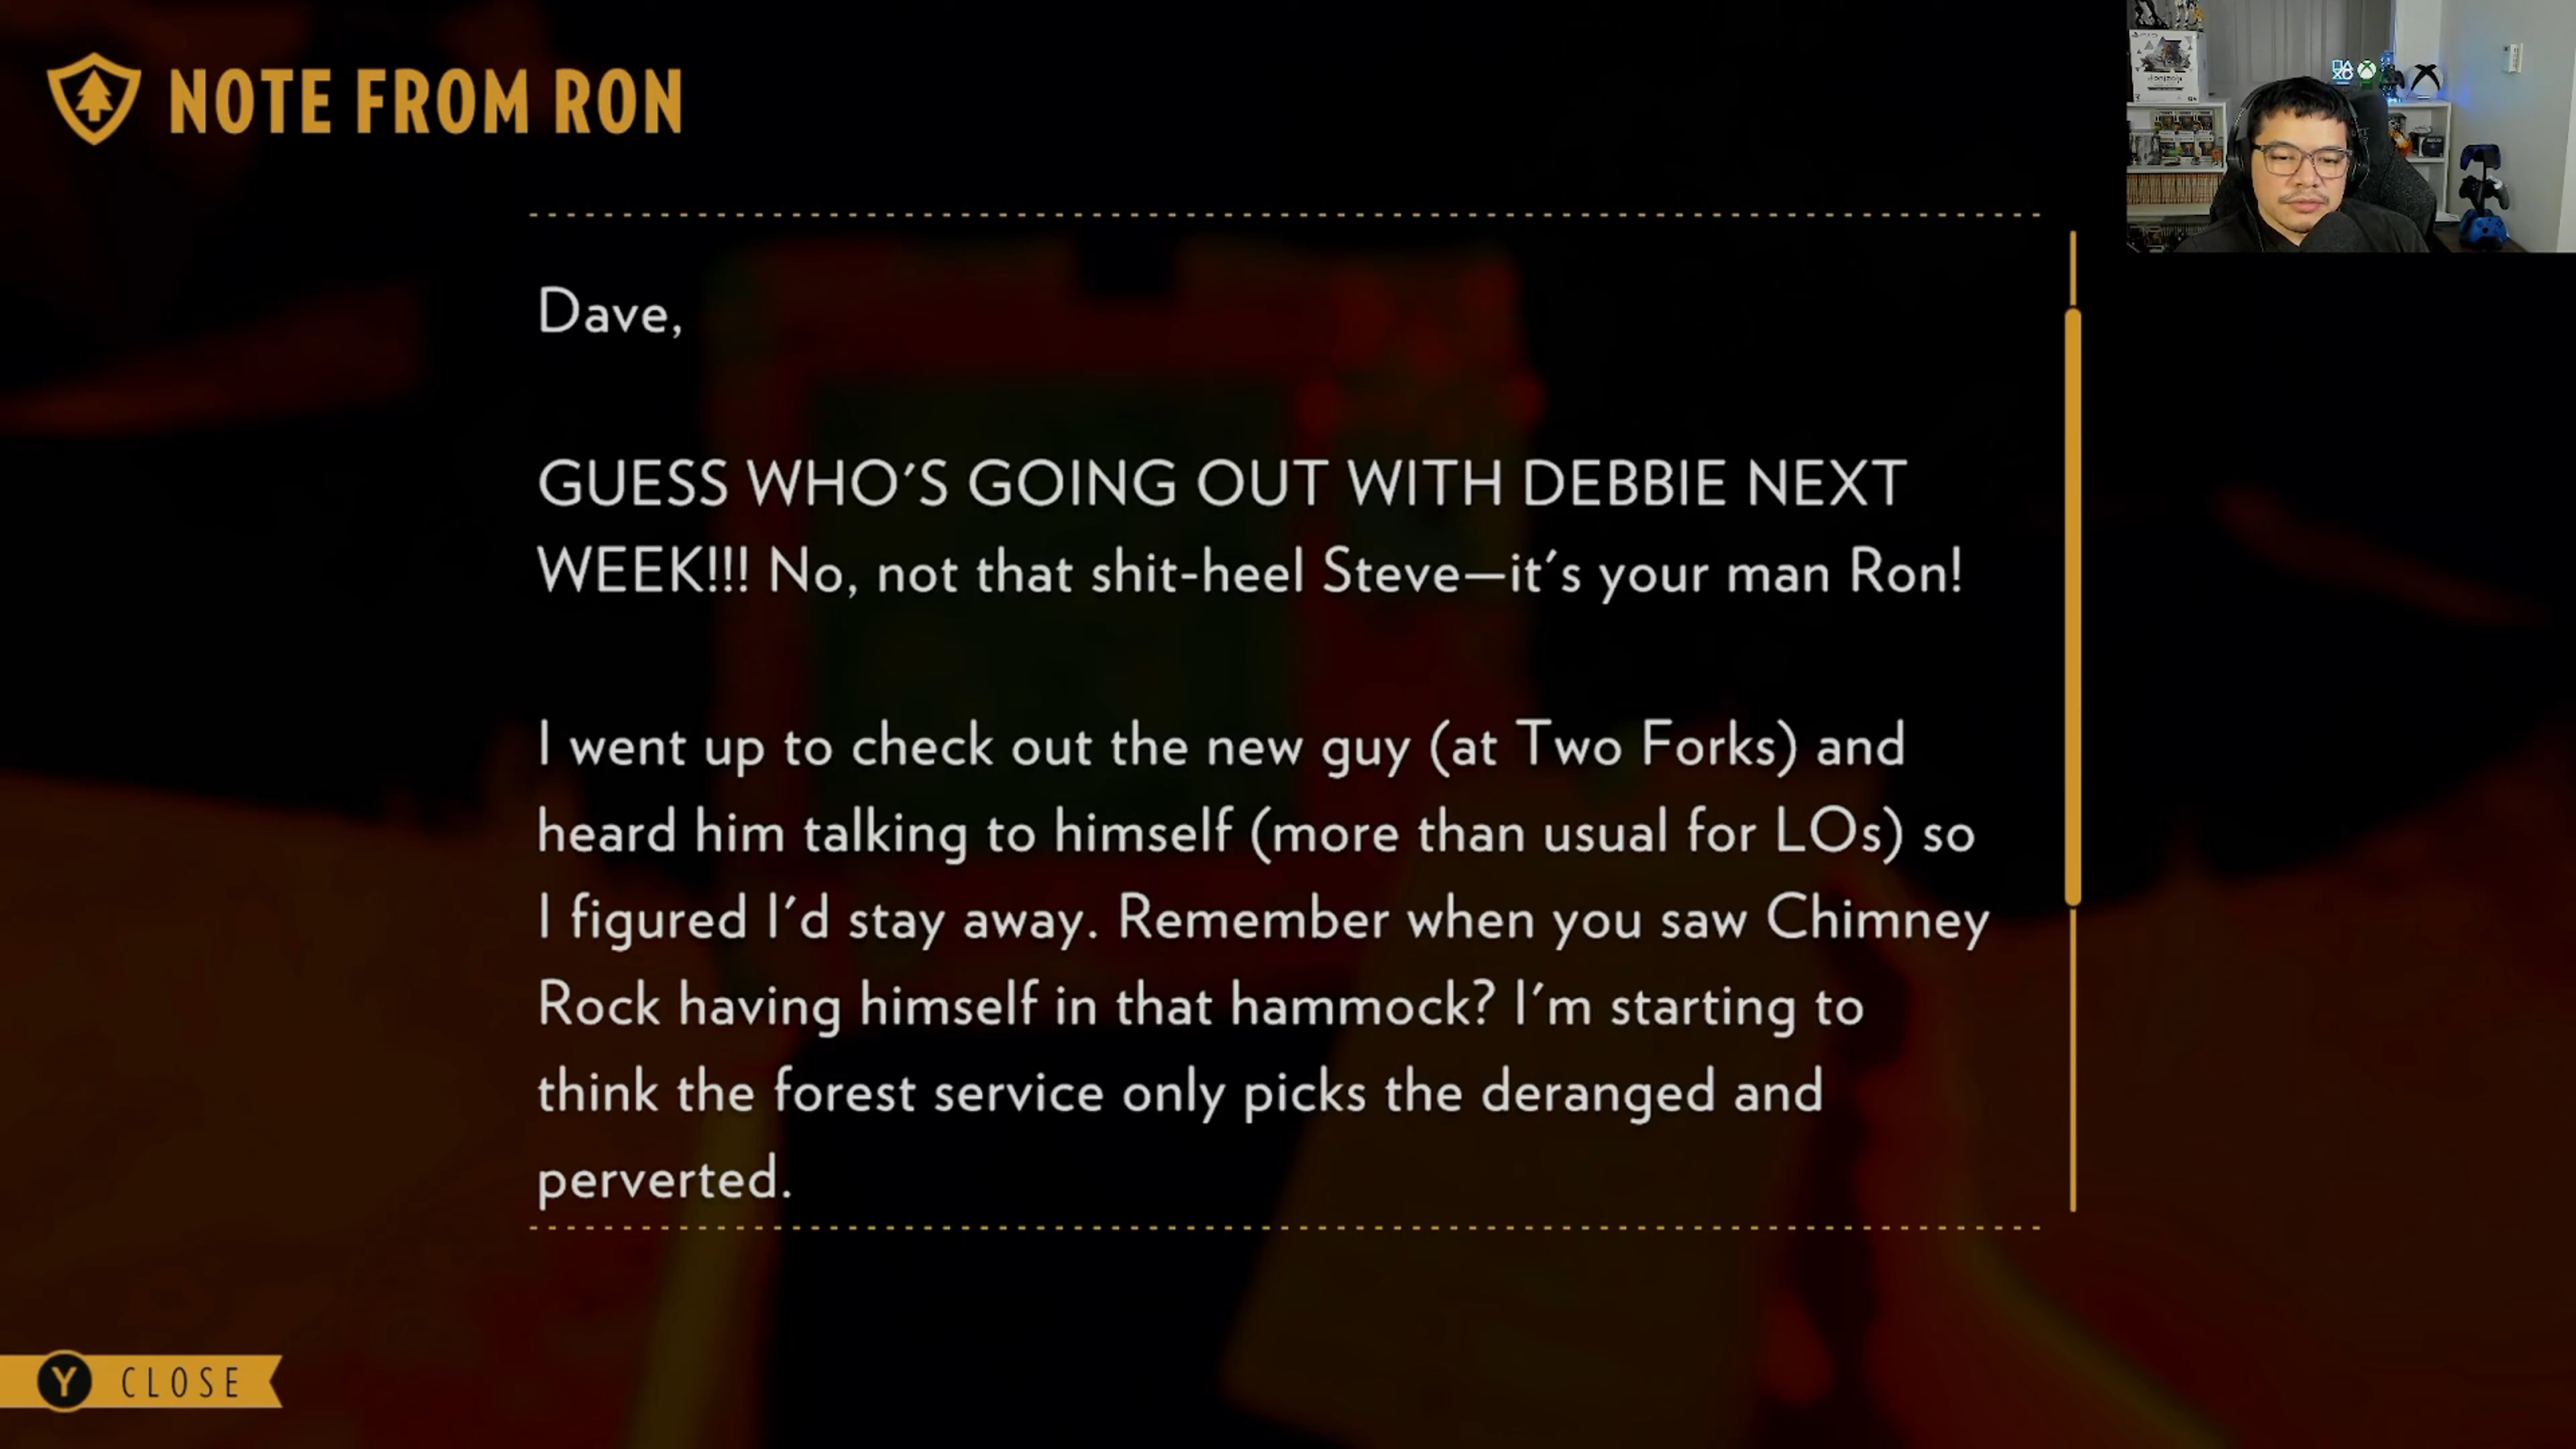 NOTE FROM RON
Dave,
GUESS WHO'S GOING OUT WITH DEBBIE NEXT
WEEK!!! No, not that shit-heel Steve—it's your man Ron!
I went up to check out the new guy (at Two Forks) and
heard him talking to himself (more than usual for LOs) so
I figured I'd stay away. Remember when you saw Chimney
Rock having himself in that hammock? I'm starting to
think the forest service only picks the deranged and
perverted.
Y CLOSE